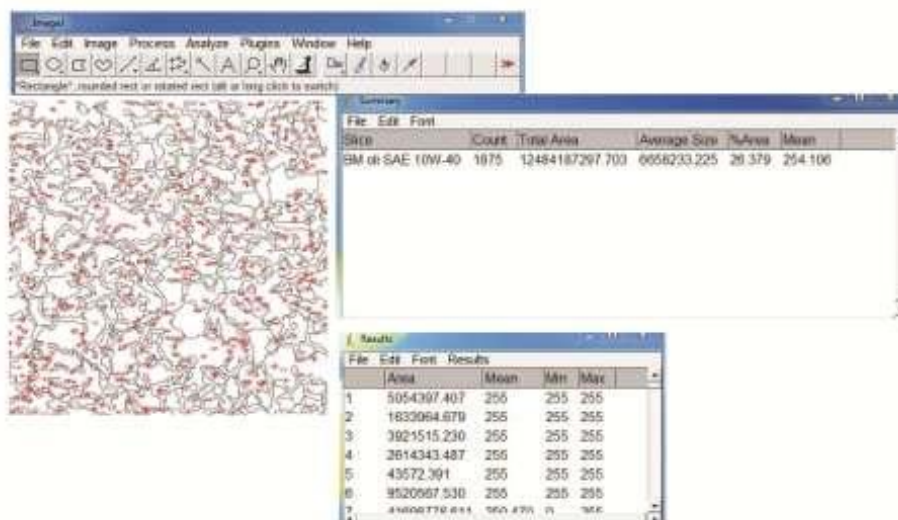 ImageJ
File Edit Image Process Analyze Plugins Window Help
*Rectangle*, rounded rect or rotated rect (alt or long click to switch)
Summary
File Edit Font
Slice Count Total Area Average Size %Area Mean
BM oli SAE 10W-40 1875 12484187297.703 6658233.225 26.379 254.106
Results
File Edit Font Results
Area Mean Min Max
1 5054397.407 255 255 255
2 1633964.679 255 255 255
3 3921515.230 255 255 255
4 2614343.487 255 255 255
5 43572.391 255 255 255
6 9520567.530 255 255 255
7 0 255